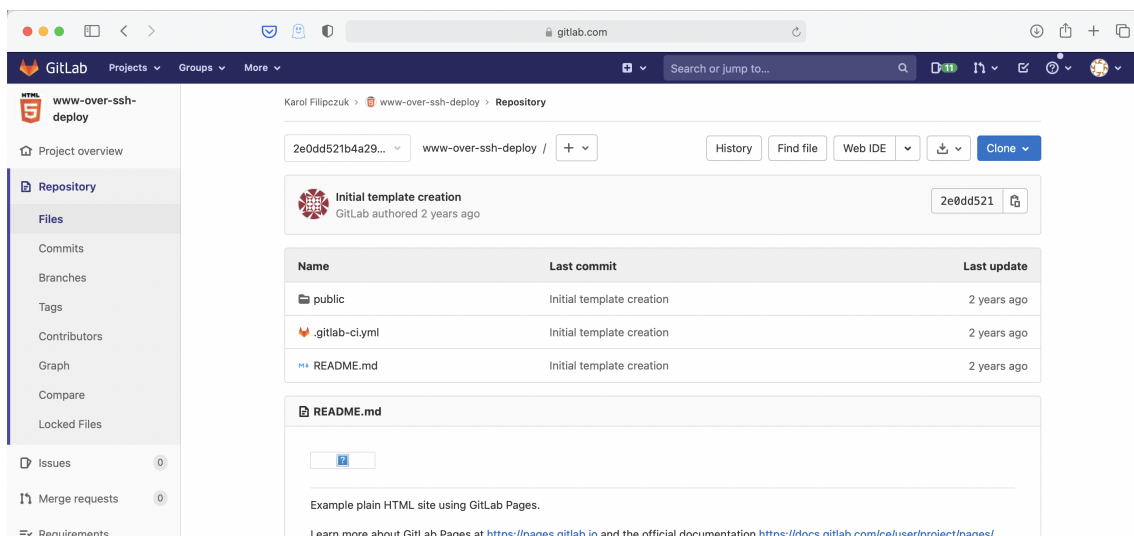 gitlab.com
GitLab Projects Groups More Search or jump to... 11
HTML 5 www-over-ssh-
deploy
Karol Filipczuk > www-over-ssh-deploy > Repository
Project overview
2e0dd521b4a29... www-over-ssh-deploy / + History Find file Web IDE Clone
Repository
Initial template creation
GitLab authored 2 years ago
2e0dd521
Files
Commits
Branches
Tags
Contributors
Graph
Compare
Locked Files
Name Last commit Last update
public Initial template creation 2 years ago
.gitlab-ci.yml Initial template creation 2 years ago
M↓ README.md Initial template creation 2 years ago
README.md
?
Issues 0
Merge requests 0
Requirements
Example plain HTML site using GitLab Pages.
Learn more about GitLab Pages at https://pages.gitlab.io and the official documentation https://docs.gitlab.com/ce/user/project/pages/